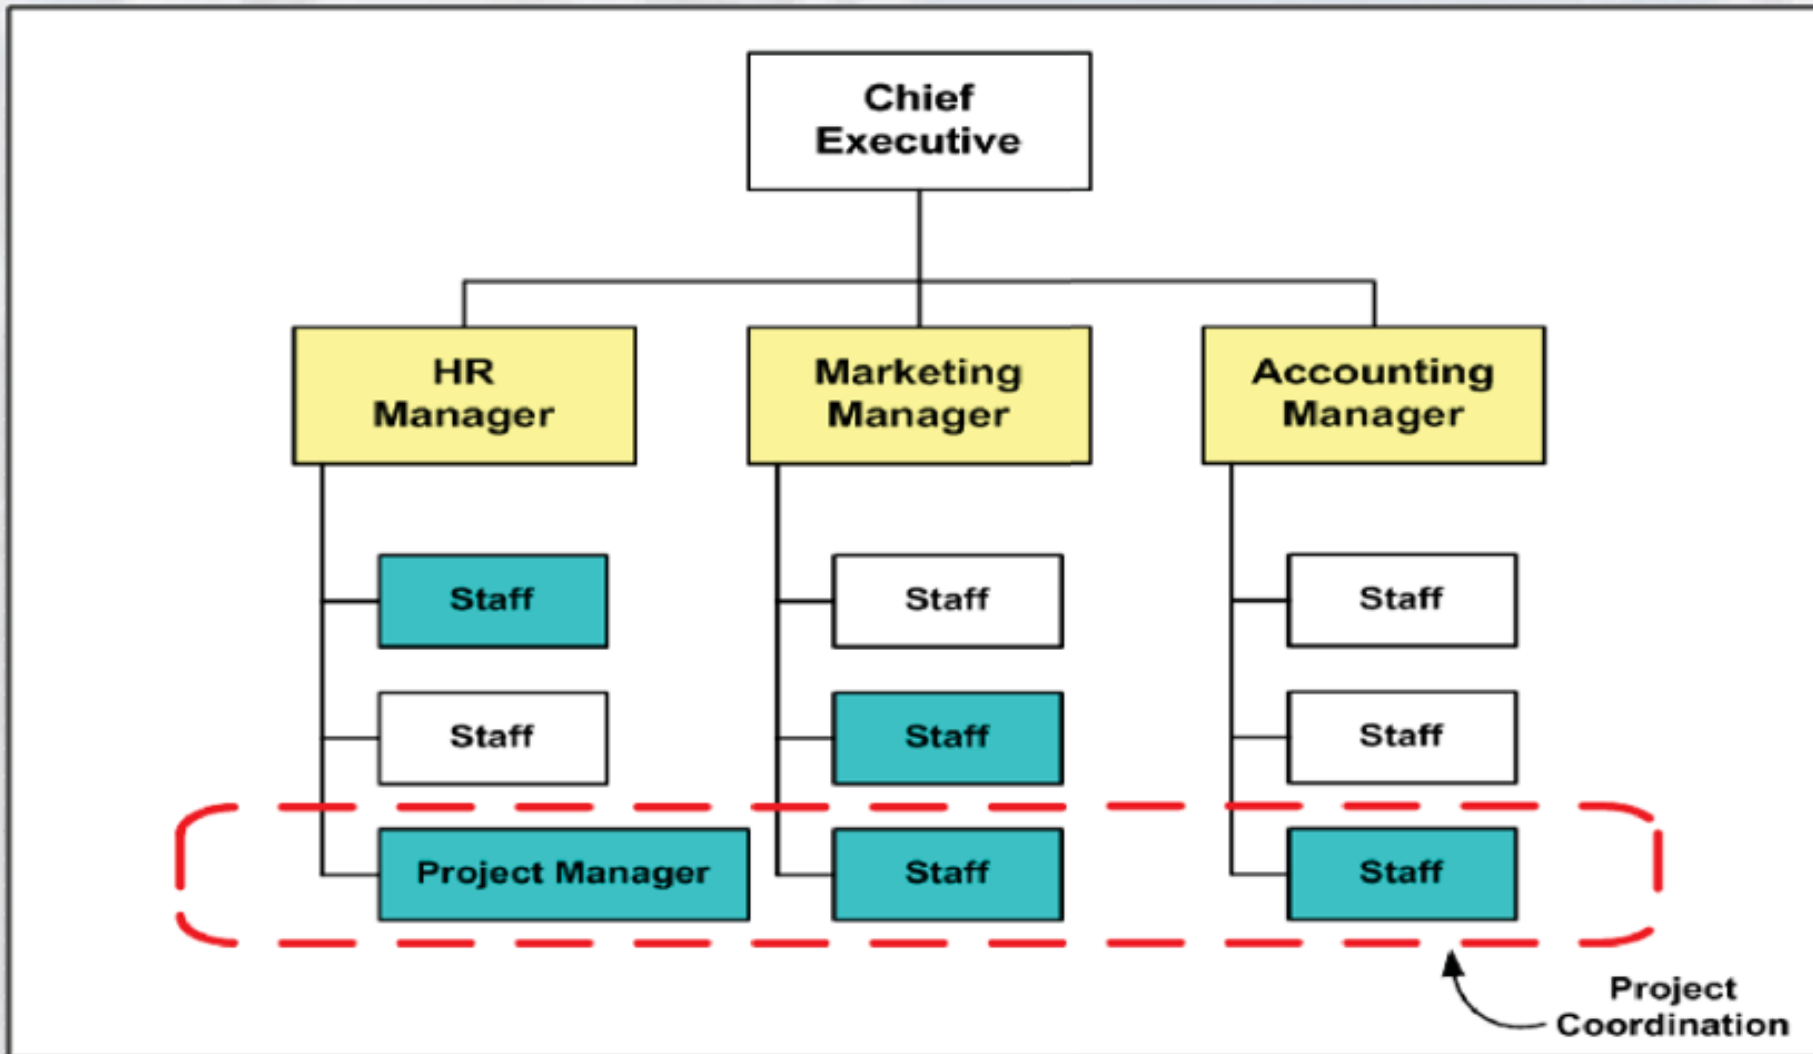 Chief
Executive
HR
Manager
Marketing
Manager
Accounting
Manager
Staff
Staff
Staff
Staff
Staff
Staff
Project Manager
Staff
Staff
Project
Coordination